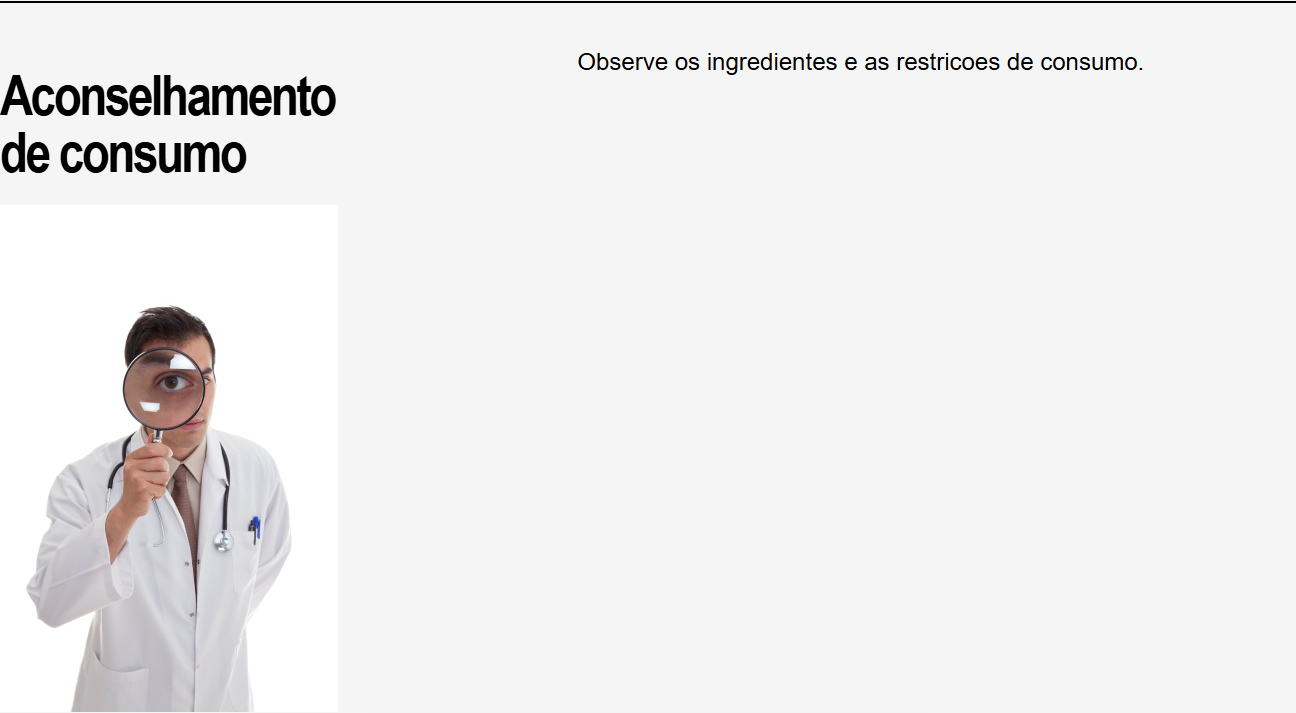 Aconselhamento
de consumo
Observe os ingredientes e as restricoes de consumo.